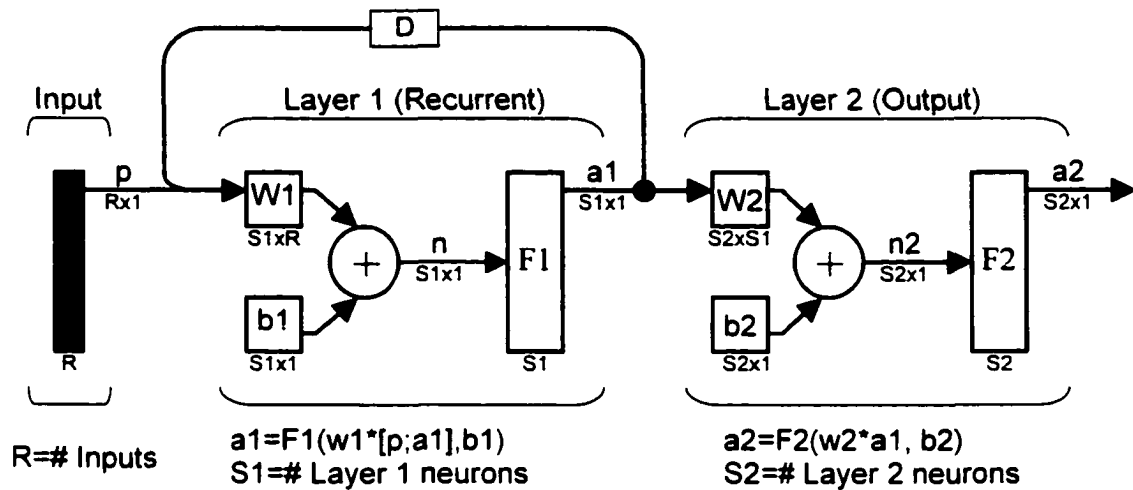 D
Input
Layer 1 (Recurrent)
Layer 2 (Output)
p
Rx1
W1
S1xR
b1
S1x1
+
n
S1x1
F1
S1
a1
S1x1
W2
S2xS1
b2
S2x1
+
n2
S2x1
F2
S2
a2
S2x1
R
R=# Inputs
a1=F1(w1*[p;a1],b1)
S1=# Layer 1 neurons
a2=F2(w2*a1, b2)
S2=# Layer 2 neurons